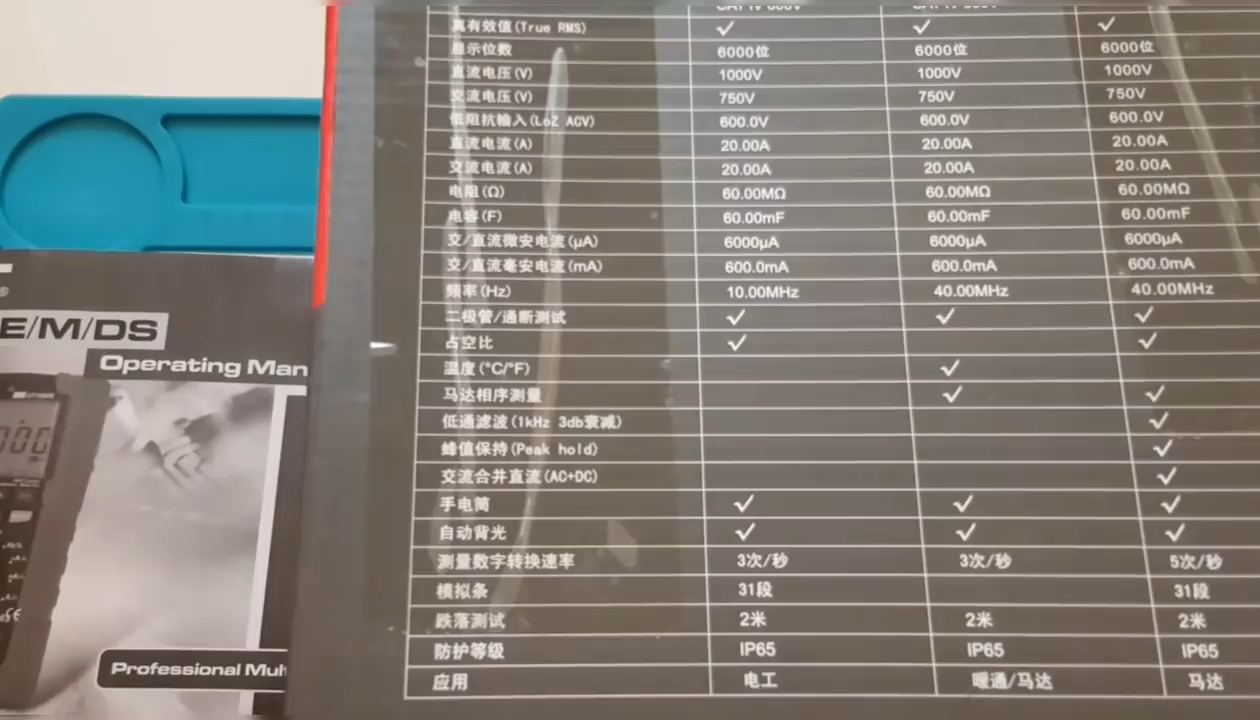 真有效值(True RMS) ✓ ✓ ✓
显示位数 6000位 6000位 6000位
直流电压(V) 1000V 1000V 1000V
交流电压(V) 750V 750V 750V
低阻抗输入(LoZ ACV) 600.0V 600.0V 600.0V
直流电流(A) 20.00A 20.00A 20.00A
交流电流(A) 20.00A 20.00A 20.00A
电阻(Ω) 60.00MΩ 60.00MΩ 60.00MΩ
电容(F) 60.00mF 60.00mF 60.00mF
交/直流微安电流(μA) 6000μA 6000μA 6000μA
交/直流毫安电流(mA) 600.0mA 600.0mA 600.0mA
频率(Hz) 10.00MHz 40.00MHz 40.00MHz
二极管/通断测试 ✓ ✓ ✓
占空比 ✓ ✓
温度(°C/°F) ✓
马达相序测量 ✓ ✓
低通滤波(1kHz 3db衰减) ✓
蜂值保持(Peak hold) ✓
交流合并直流(AC+DC) ✓
手电筒 ✓ ✓ ✓
自动背光 ✓ ✓ ✓
测量数字转换速率 3次/秒 3次/秒 5次/秒
模拟条 31段 31段
跌落测试 2米 2米 2米
防护等级 IP65 IP65 IP65
应用 电工 暖通/马达 马达
E/M/DS
Operating Man
Professional Mul